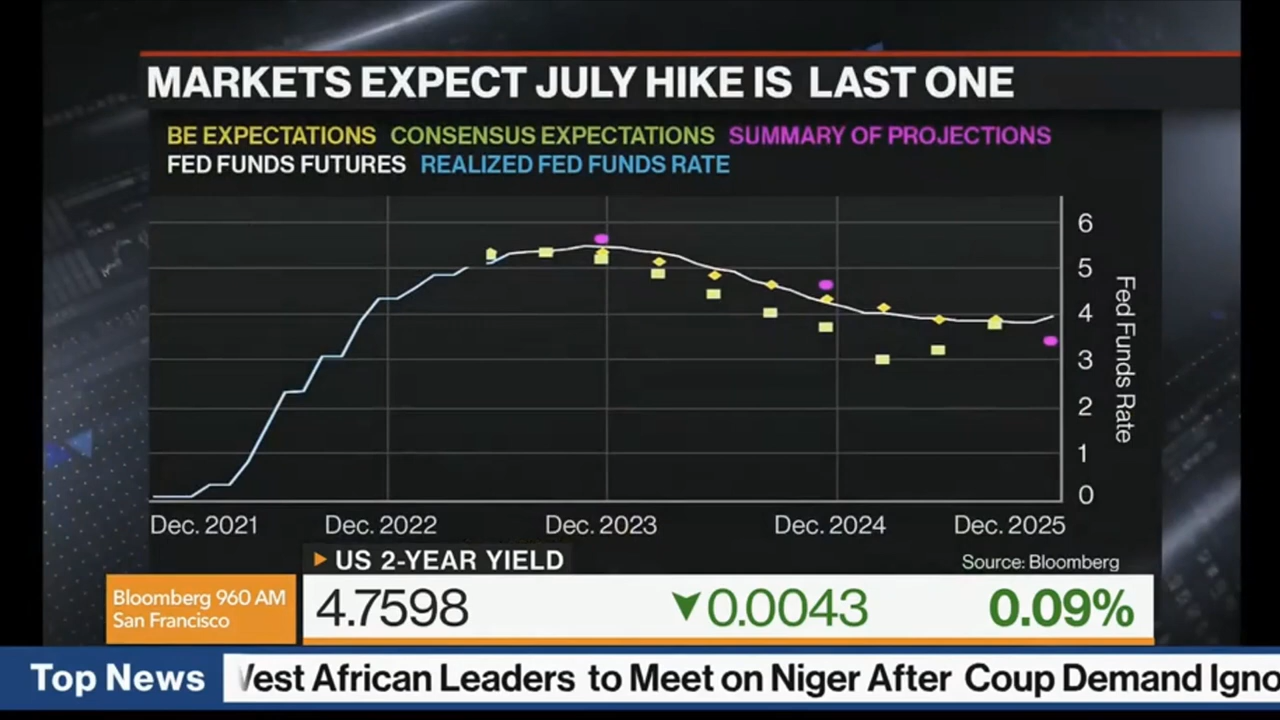 MARKETS EXPECT JULY HIKE IS LAST ONE
BE EXPECTATIONS CONSENSUS EXPECTATIONS SUMMARY OF PROJECTIONS
FED FUNDS FUTURES REALIZED FED FUNDS RATE
6
5
4
3
2
1
0
Fed Funds Rate
Dec. 2021 Dec. 2022 Dec. 2023 Dec. 2024 Dec. 2025
US 2-YEAR YIELD
Source: Bloomberg
Bloomberg 960 AM
San Francisco
4.7598 ▼0.0043 0.09%
Top News
African Leaders to Meet on Niger After Coup Demand